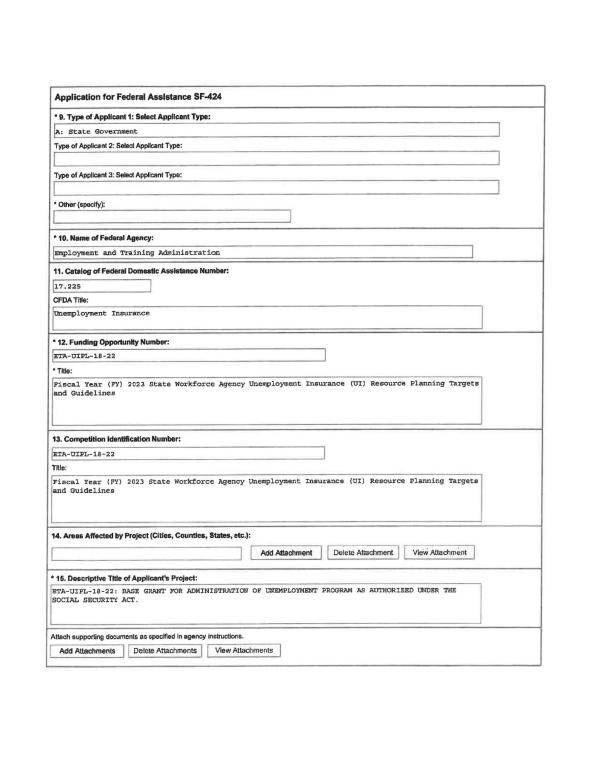 Application for Federal Assistance SF-424
* 9. Type of Applicant 1: Select Applicant Type:
A: State Government
Type of Applicant 2: Select Applicant Type:
Type of Applicant 3: Select Applicant Type:
* Other (specify):
* 10. Name of Federal Agency:
Employment and Training Administration
11. Catalog of Federal Domestic Assistance Number:
17.225
CFDA Title:
Unemployment Insurance
* 12. Funding Opportunity Number:
ETA-UIPL-18-22
* Title:
Fiscal Year (FY) 2023 State Workforce Agency Unemployment Insurance (UI) Resource Planning Targets
and Guidelines
13. Competition Identification Number:
ETA-UIPL-18-22
Title:
Fiscal Year (FY) 2023 State Workforce Agency Unemployment Insurance (UI) Resource Planning Targets
and Guidelines
14. Areas Affected by Project (Cities, Counties, States, etc.):
Add Attachment Delete Attachment View Attachment
* 15. Descriptive Title of Applicant's Project:
ETA-UIPL-18-22: BASE GRANT FOR ADMINISTRATION OF UNEMPLOYMENT PROGRAM AS AUTHORIZED UNDER THE
SOCIAL SECURITY ACT.
Attach supporting documents as specified in agency instructions.
Add Attachments Delete Attachments View Attachments